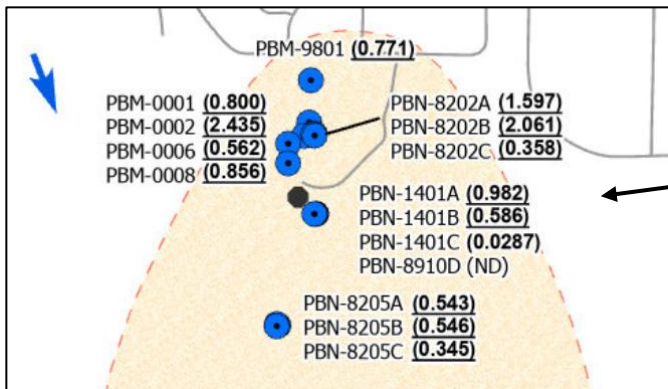 PBM-9801 (0.771)
PBM-0001 (0.800)
PBM-0002 (2.435)
PBM-0006 (0.562)
PBM-0008 (0.856)
PBN-8202A (1.597)
PBN-8202B (2.061)
PBN-8202C (0.358)
PBN-1401A (0.982)
PBN-1401B (0.586)
PBN-1401C (0.0287)
PBN-8910D (ND)
PBN-8205A (0.543)
PBN-8205B (0.546)
PBN-8205C (0.345)